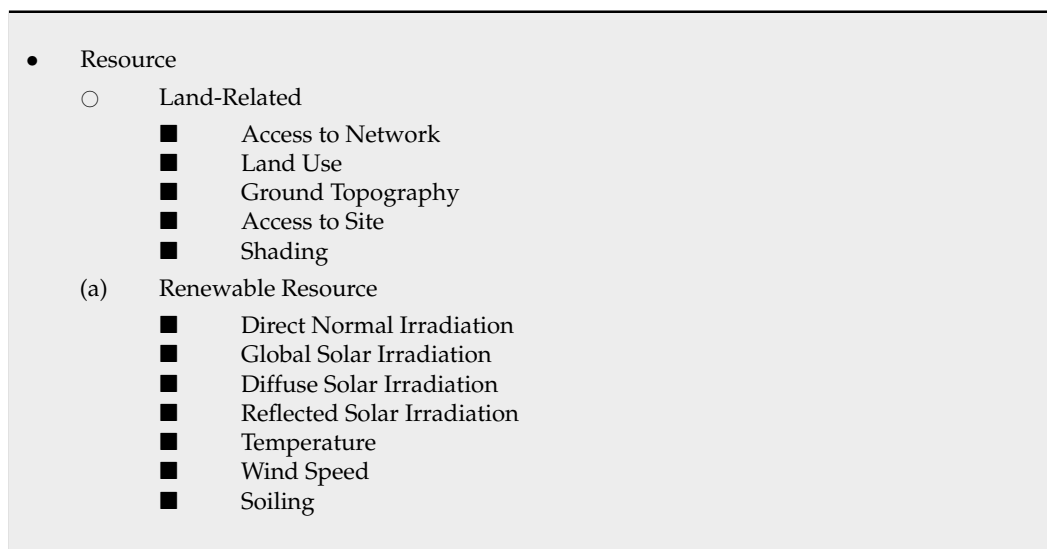 • Resource
○ Land-Related
■ Access to Network
■ Land Use
■ Ground Topography
■ Access to Site
■ Shading
(a) Renewable Resource
■ Direct Normal Irradiation
■ Global Solar Irradiation
■ Diffuse Solar Irradiation
■ Reflected Solar Irradiation
■ Temperature
■ Wind Speed
■ Soiling